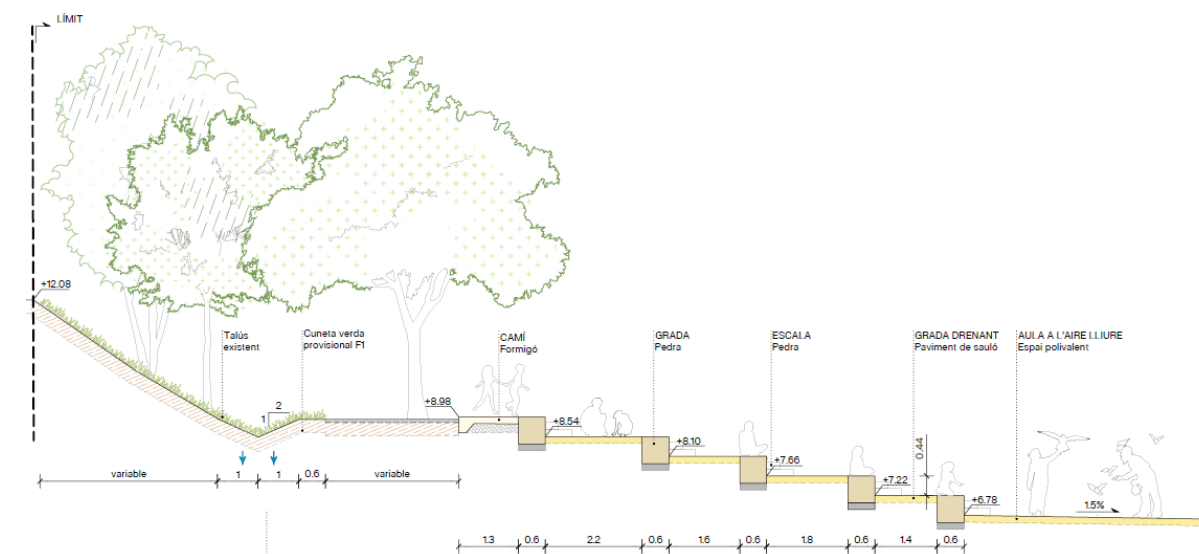 LÍMIT
+12.08
Talús
existent
Cuneta verda
provisional F1
CAMÍ
Formigó
GRADA
Pedra
ESCALA
Pedra
GRADA DRENANT
Paviment de sauló
AULA A L'AIRE LLIURE
Espai polivalent
2
1
+8.98
+8.54
+8.10
+7.66
0.44
+7.22
+6.78
1.5%
variable
1
1
0.6
variable
1.3
0.6
2.2
0.6
1.6
0.6
1.8
0.6
1.4
0.6